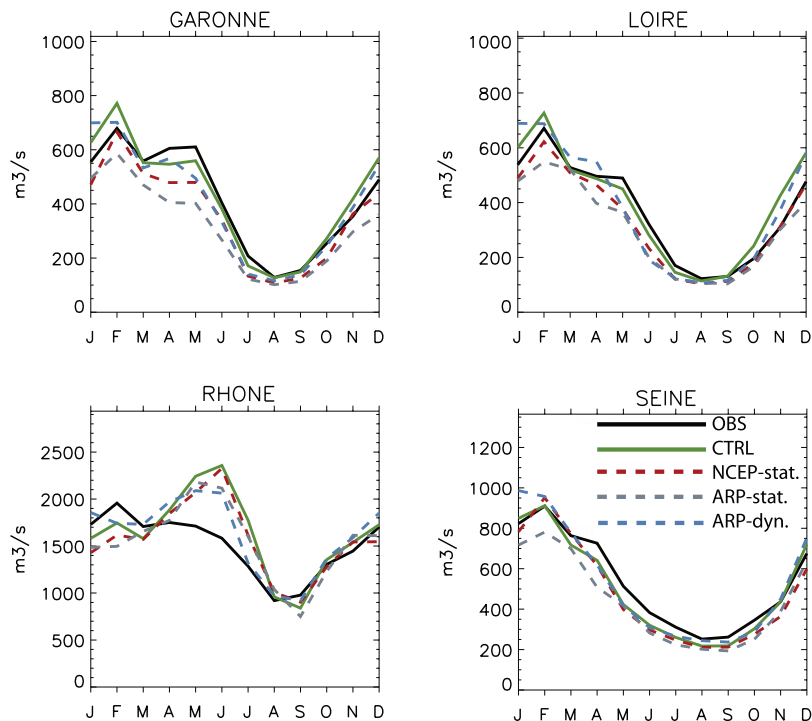 GARONNE
1000
800
600
400
200
0
m3/s
J F M A M J J A S O N D
LOIRE
1000
800
600
400
200
0
m3/s
J F M A M J J A S O N D
RHONE
2500
2000
1500
1000
500
0
m3/s
J F M A M J J A S O N D
SEINE
1200
1000
800
600
400
200
0
m3/s
J F M A M J J A S O N D
OBS
CTRL
NCEP-stat.
ARP-stat.
ARP-dyn.